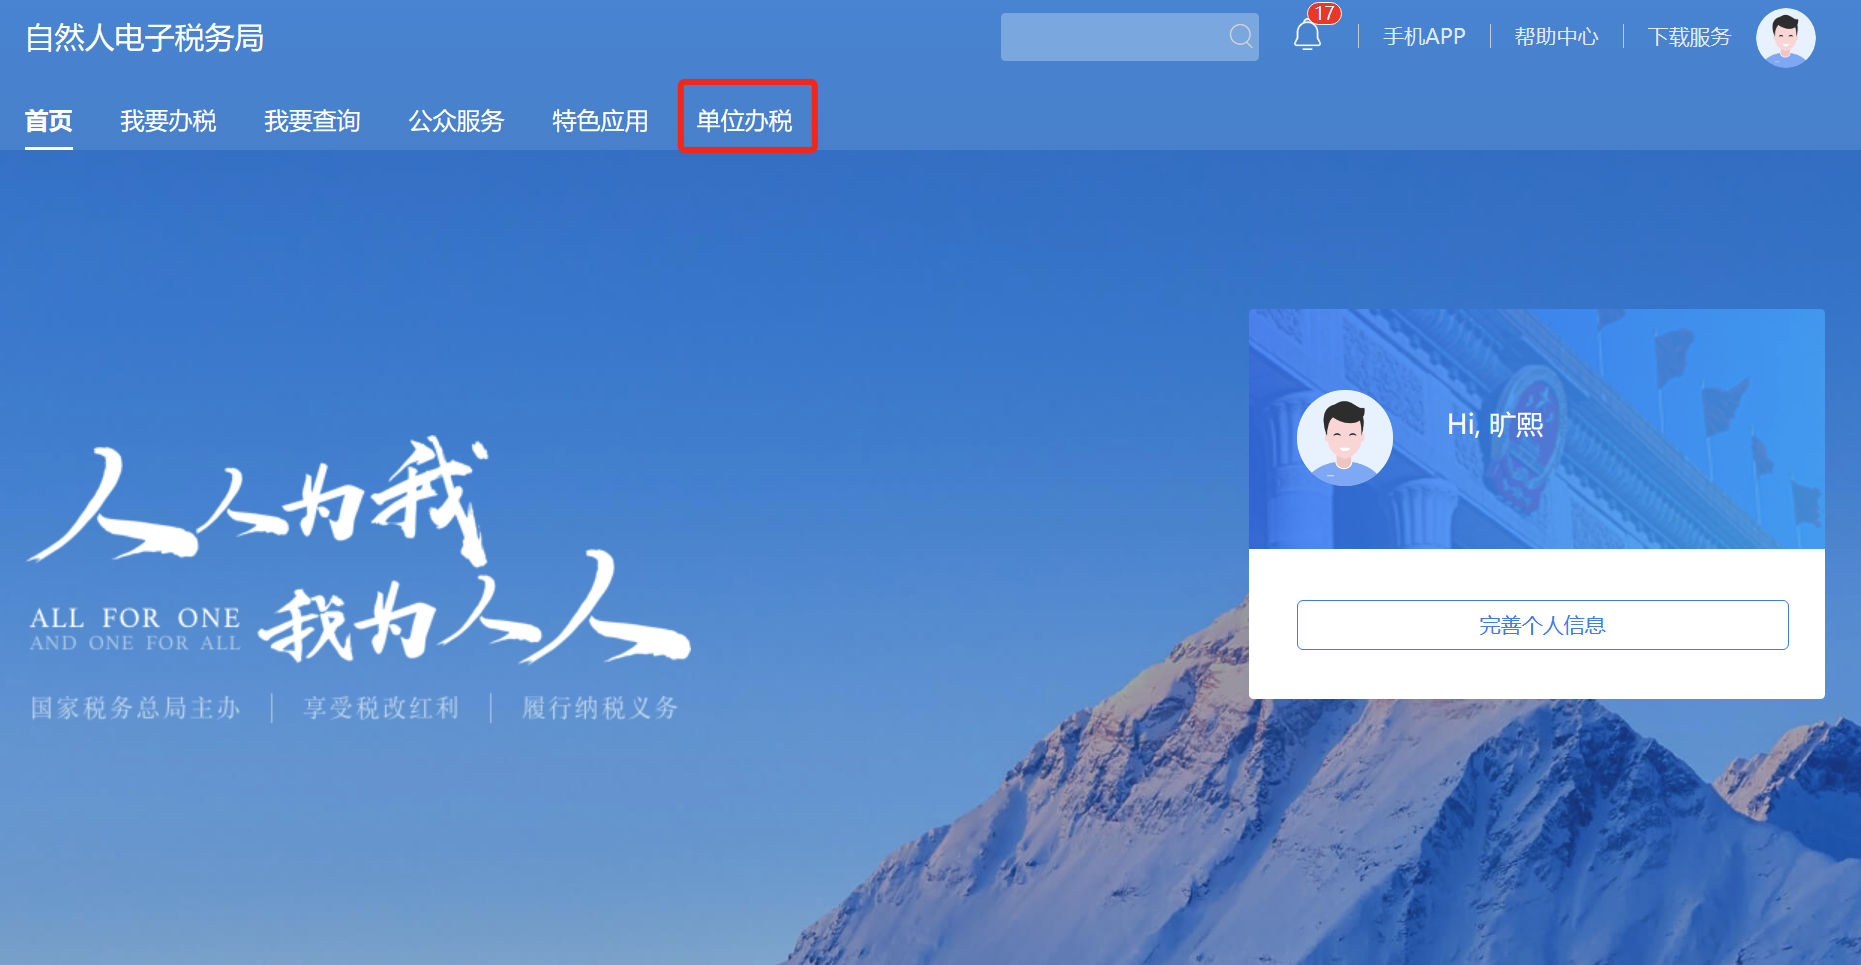 自然人电子税务局
17
手机APP
帮助中心
下载服务
首页
我要办税
我要查询
公众服务
特色应用
单位办税
Hi, 旷熙
人人为我
ALL FOR ONE
AND ONE FOR ALL
我为人人
完善个人信息
国家税务总局主办
享受税改红利
履行纳税义务